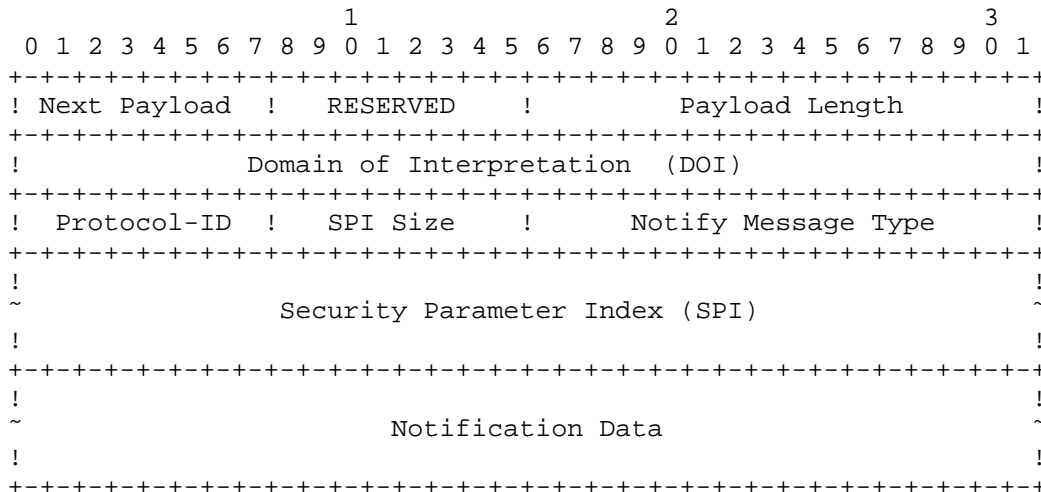 1                   2                   3
 0 1 2 3 4 5 6 7 8 9 0 1 2 3 4 5 6 7 8 9 0 1 2 3 4 5 6 7 8 9 0 1
+-+-+-+-+-+-+-+-+-+-+-+-+-+-+-+-+-+-+-+-+-+-+-+-+-+-+-+-+-+-+-+-+
! Next Payload  !   RESERVED    !         Payload Length        !
+-+-+-+-+-+-+-+-+-+-+-+-+-+-+-+-+-+-+-+-+-+-+-+-+-+-+-+-+-+-+-+-+
!              Domain of Interpretation  (DOI)                  !
+-+-+-+-+-+-+-+-+-+-+-+-+-+-+-+-+-+-+-+-+-+-+-+-+-+-+-+-+-+-+-+-+
!  Protocol-ID  !   SPI Size    !      Notify Message Type      !
+-+-+-+-+-+-+-+-+-+-+-+-+-+-+-+-+-+-+-+-+-+-+-+-+-+-+-+-+-+-+-+-+
!                                                               !
~                Security Parameter Index (SPI)                 ~
!                                                               !
+-+-+-+-+-+-+-+-+-+-+-+-+-+-+-+-+-+-+-+-+-+-+-+-+-+-+-+-+-+-+-+-+
!                                                               !
~                       Notification Data                       ~
!                                                               !
+-+-+-+-+-+-+-+-+-+-+-+-+-+-+-+-+-+-+-+-+-+-+-+-+-+-+-+-+-+-+-+-+